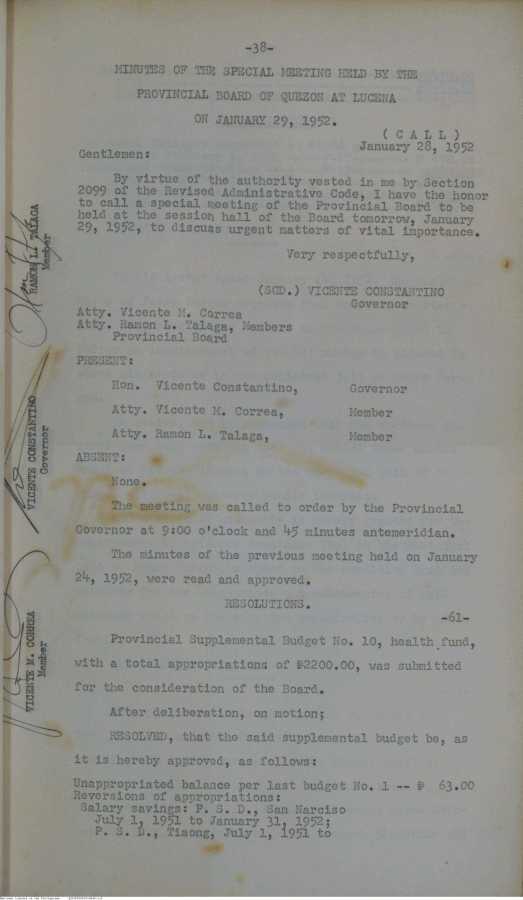 -38-
MINUTES OF THE SPECIAL MEETING HELD BY THE
PROVINCIAL BOARD OF QUEZON AT LUCENA
ON JANUARY 29, 1952.
( C A L L )
January 28, 1952
Gentlemen:
By virtue of the authority vested in me by Section
2099 of the Revised Administrative Code, I have the honor
to call a special meeting of the Provincial Board to be
held at the session hall of the Board tomorrow, January
29, 1952, to discuss urgent matters of vital importance.
Very respectfully,
(SGD.) VICENTE CONSTANTINO
Governor
Atty. Vicente M. Correa
Atty. Ramon L. Talaga, Members
Provincial Board
PRESENT:
Hon. Vicente Constantino, Governor
Atty. Vicente M. Correa, Member
Atty. Ramon L. Talaga, Member
ABSENT:
None.
The meeting was called to order by the Provincial
Governor at 9:00 o'clock and 45 minutes antemeridian.
The minutes of the previous meeting held on January
24, 1952, were read and approved.
RESOLUTIONS.
-61-
Provincial Supplemental Budget No. 10, health fund,
with a total appropriations of ₱2200.00, was submitted
for the consideration of the Board.
After deliberation, on motion;
RESOLVED, that the said supplemental budget be, as
it is hereby approved, as follows:
Unappropriated balance per last budget No. 1 -- ₱ 63.00
Reversions of appropriations:
Salary savings: P. S. D., San Narciso
July 1, 1951 to January 31, 1952;
P. S. D., Tiaong, July 1, 1951 to
RAMON L. TALAGA
Member
VICENTE CONSTANTINO
Governor
VICENTE M. CORREA
Member
National Library of the Philippines